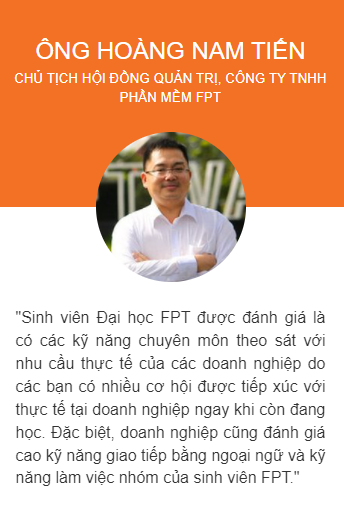 ÔNG HOÀNG NAM TIẾN
CHỦ TỊCH HỘI ĐỒNG QUẢN TRỊ, CÔNG TY TNHH
PHẦN MỀM FPT
"Sinh viên Đại học FPT được đánh giá là
có các kỹ năng chuyên môn theo sát với
nhu cầu thực tế của các doanh nghiệp do
các bạn có nhiều cơ hội được tiếp xúc với
thực tế tại doanh nghiệp ngay khi còn đang
học. Đặc biệt, doanh nghiệp cũng đánh giá
cao kỹ năng giao tiếp bằng ngoại ngữ và kỹ
năng làm việc nhóm của sinh viên FPT."